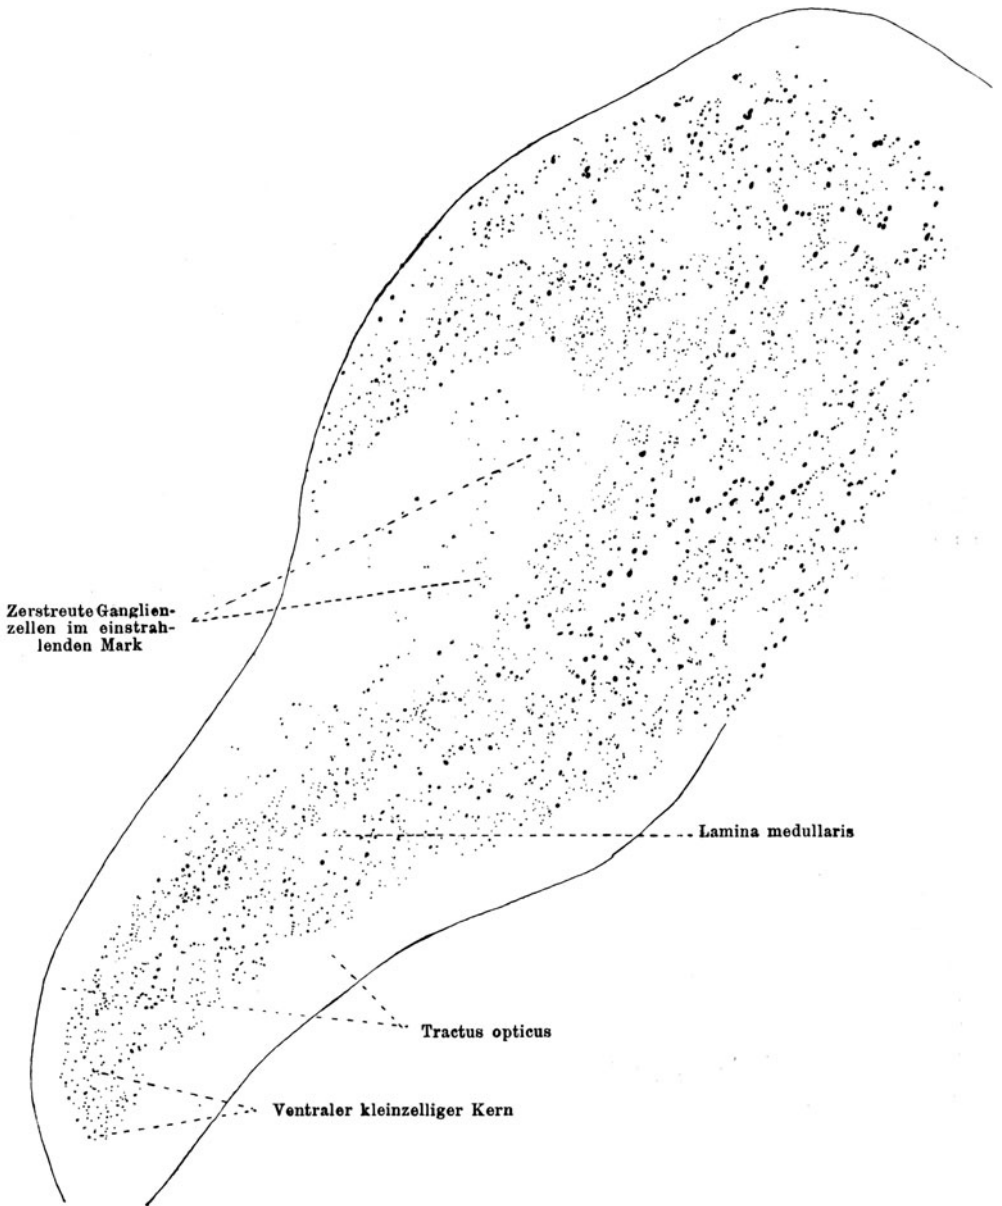 Zerstreute Ganglien-
zellen im einstrah-
lenden Mark
Lamina medullaris
Tractus opticus
Ventraler kleinzelliger Kern